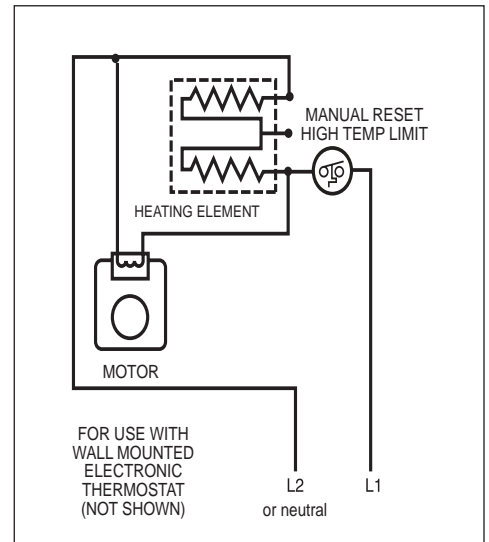 MANUAL RESET
HIGH TEMP LIMIT
HEATING ELEMENT
MOTOR
FOR USE WITH
WALL MOUNTED
ELECTRONIC
THERMOSTAT
(NOT SHOWN)
L2
or neutral
L1